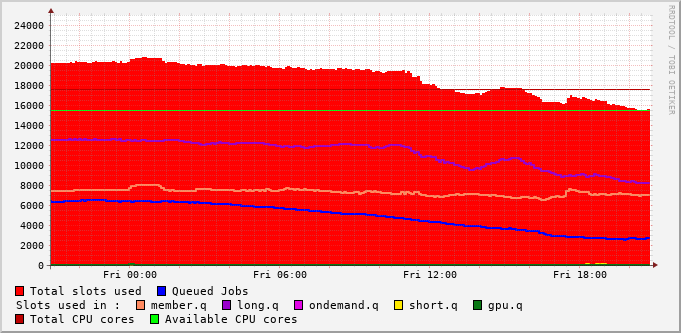 24000
22000
20000
18000
16000
14000
12000
10000
8000
6000
4000
2000
0
Fri 00:00 Fri 06:00 Fri 12:00 Fri 18:00
RRDTOOL / TOBI OETIKER
Total slots used Queued Jobs
Slots used in : member.q long.q ondemand.q short.q gpu.q
Total CPU cores Available CPU cores